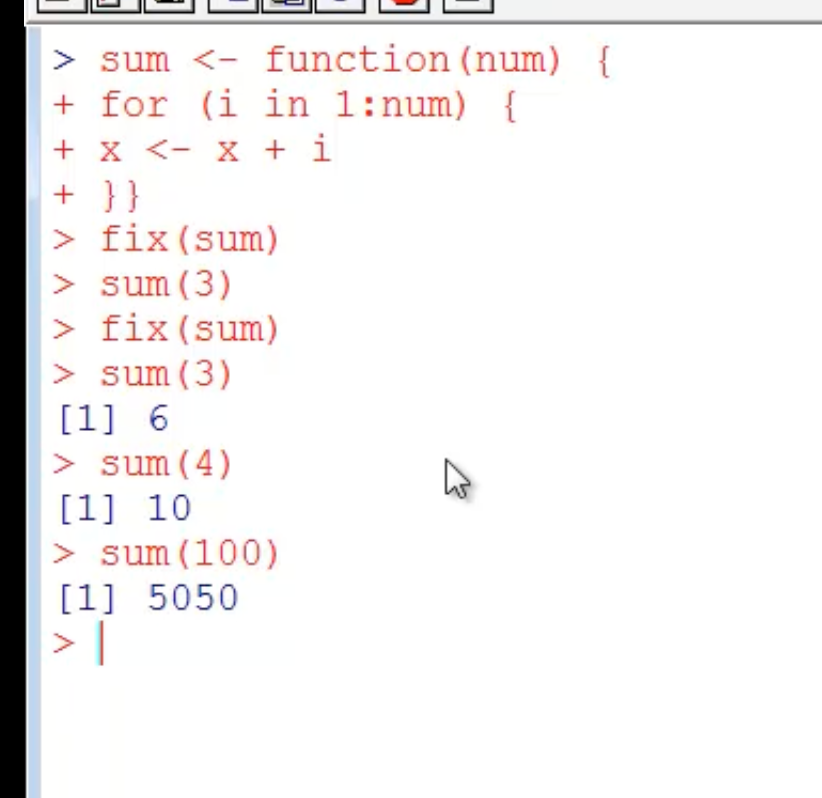 > sum <- function(num) {
+ for (i in 1:num) {
+ x <- x + i
+ }}
> fix(sum)
> sum(3)
> fix(sum)
> sum(3)
[1] 6
> sum(4)
[1] 10
> sum(100)
[1] 5050
>